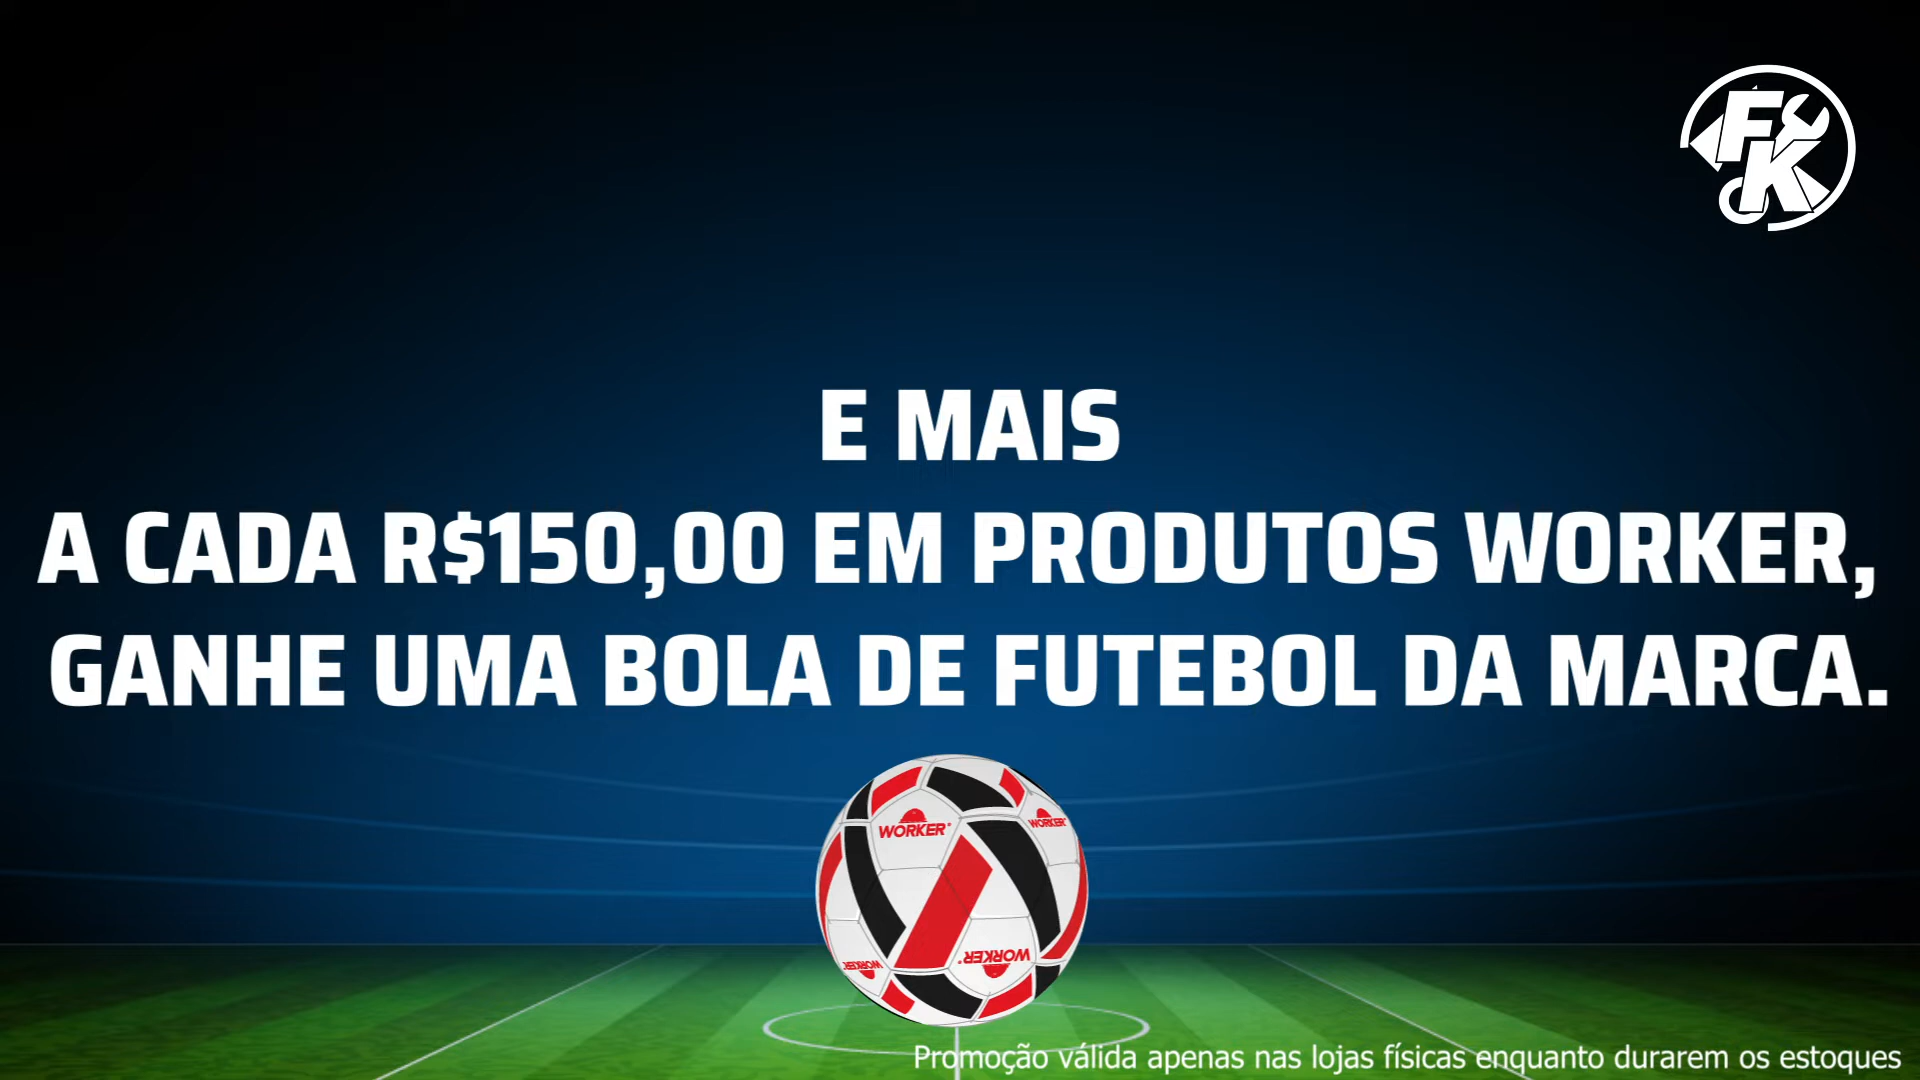 FK
E MAIS
A CADA R$150,00 EM PRODUTOS WORKER,
GANHE UMA BOLA DE FUTEBOL DA MARCA.
WORKER
WORKER
WORKER
WORKER
Promoção válida apenas nas lojas físicas enquanto durarem os estoques